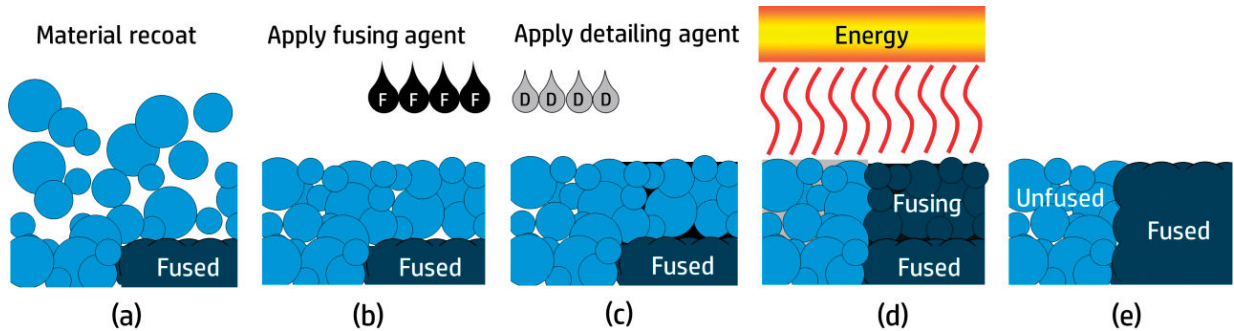 Material recoat
Apply fusing agent
Apply detailing agent
Energy
F F F F
D D D D
Fused
Fused
Fused
Fusing
Fused
Unfused
Fused
(a)
(b)
(c)
(d)
(e)